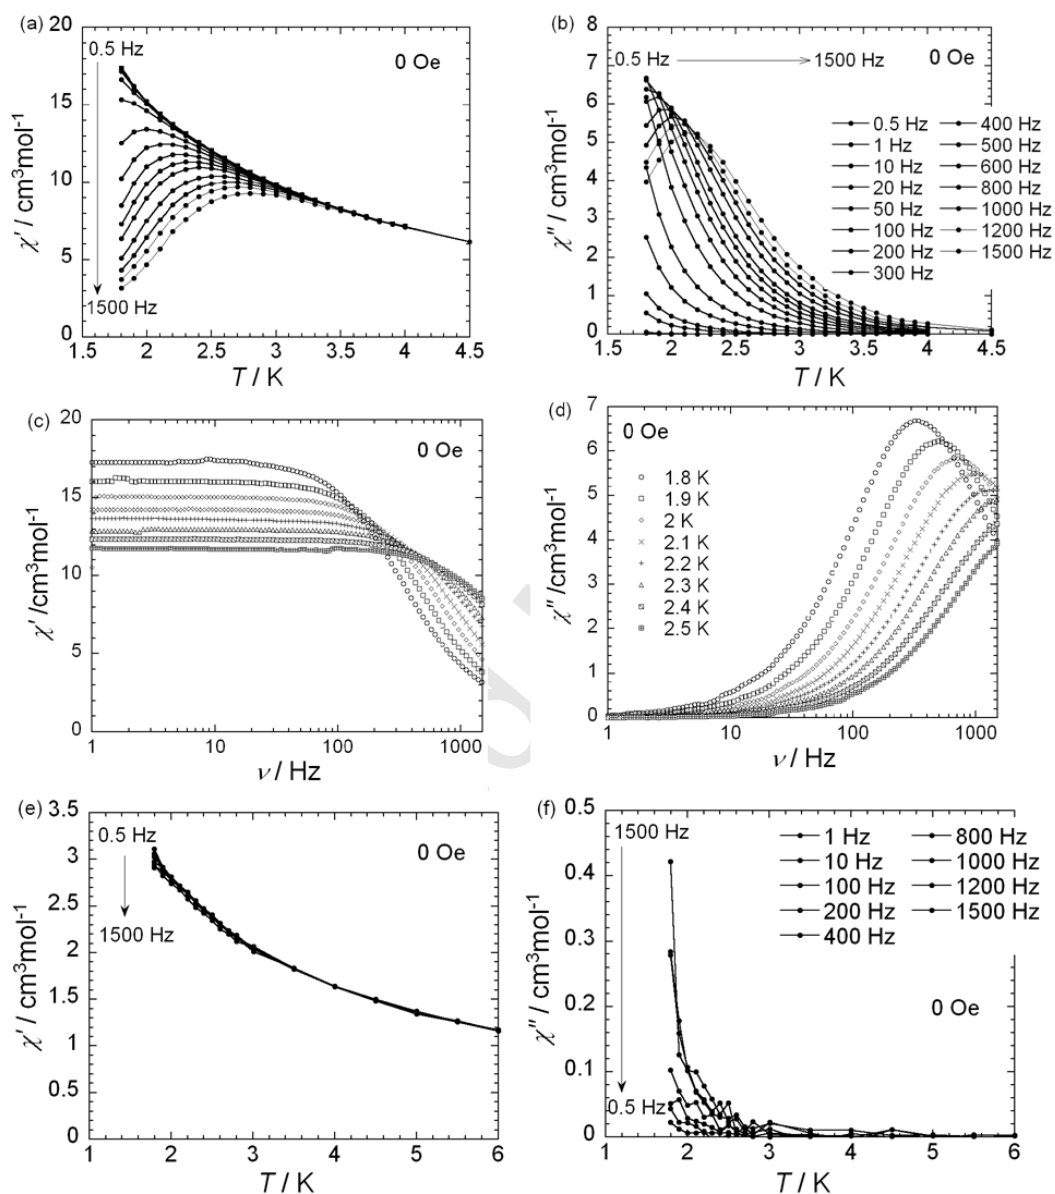 (a)
20
15
10
5
0
0.5 Hz
1500 Hz
0 Oe
χ' / cm³mol⁻¹
1.5 2 2.5 3 3.5 4 4.5
T / K
(b)
8
7
6
5
4
3
2
1
0
0.5 Hz
1500 Hz
0 Oe
0.5 Hz 400 Hz
1 Hz 500 Hz
10 Hz 600 Hz
20 Hz 800 Hz
50 Hz 1000 Hz
100 Hz 1200 Hz
200 Hz 1500 Hz
300 Hz
χ'' / cm³mol⁻¹
1.5 2 2.5 3 3.5 4 4.5
T / K
(c)
20
15
10
5
0
0 Oe
χ' /cm³mol⁻¹
1 10 100 1000
ν / Hz
(d)
7
6
5
4
3
2
1
0
0 Oe
1.8 K
1.9 K
2 K
2.1 K
2.2 K
2.3 K
2.4 K
2.5 K
χ'' /cm³mol⁻¹
1 10 100 1000
ν / Hz
(e)
3.5
3
2.5
2
1.5
1
0.5
0
0.5 Hz
1500 Hz
0 Oe
χ' / cm³mol⁻¹
1 2 3 4 5 6
T / K
(f)
0.5
0.4
0.3
0.2
0.1
0
1500 Hz
0.5 Hz
1 Hz 800 Hz
10 Hz 1000 Hz
100 Hz 1200 Hz
200 Hz 1500 Hz
400 Hz
0 Oe
χ'' / cm³mol⁻¹
1 2 3 4 5 6
T / K